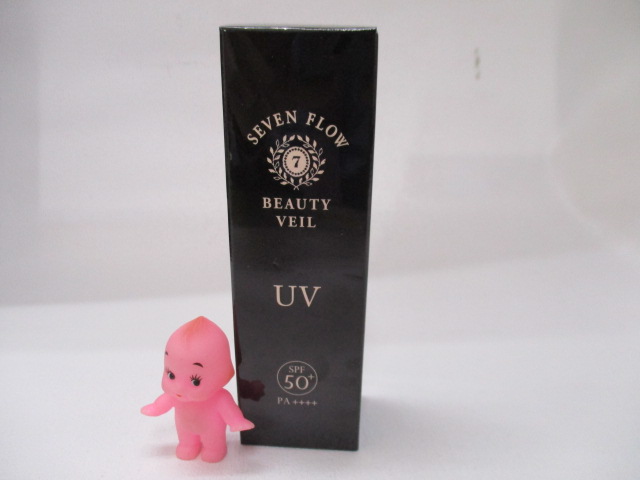 SEVEN FLOW
7
BEAUTY
VEIL
UV
SPF
50+
PA++++